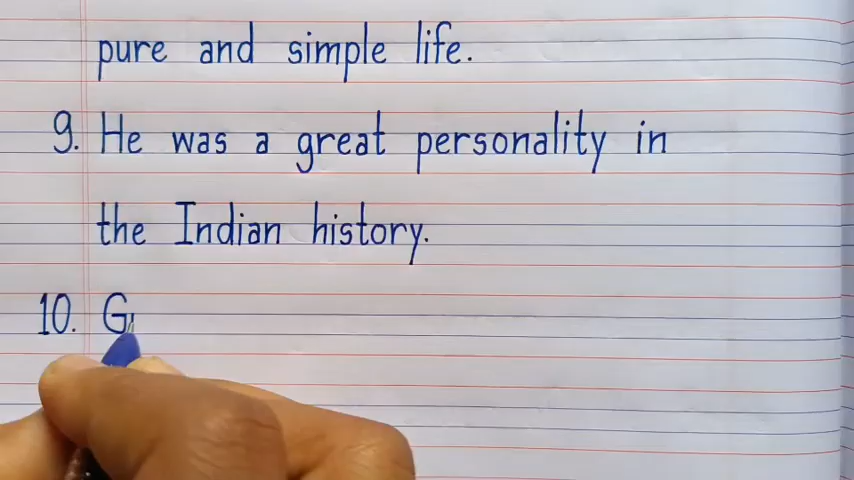 pure and simple life.
9. He was a great personality in
the Indian history.
10. G